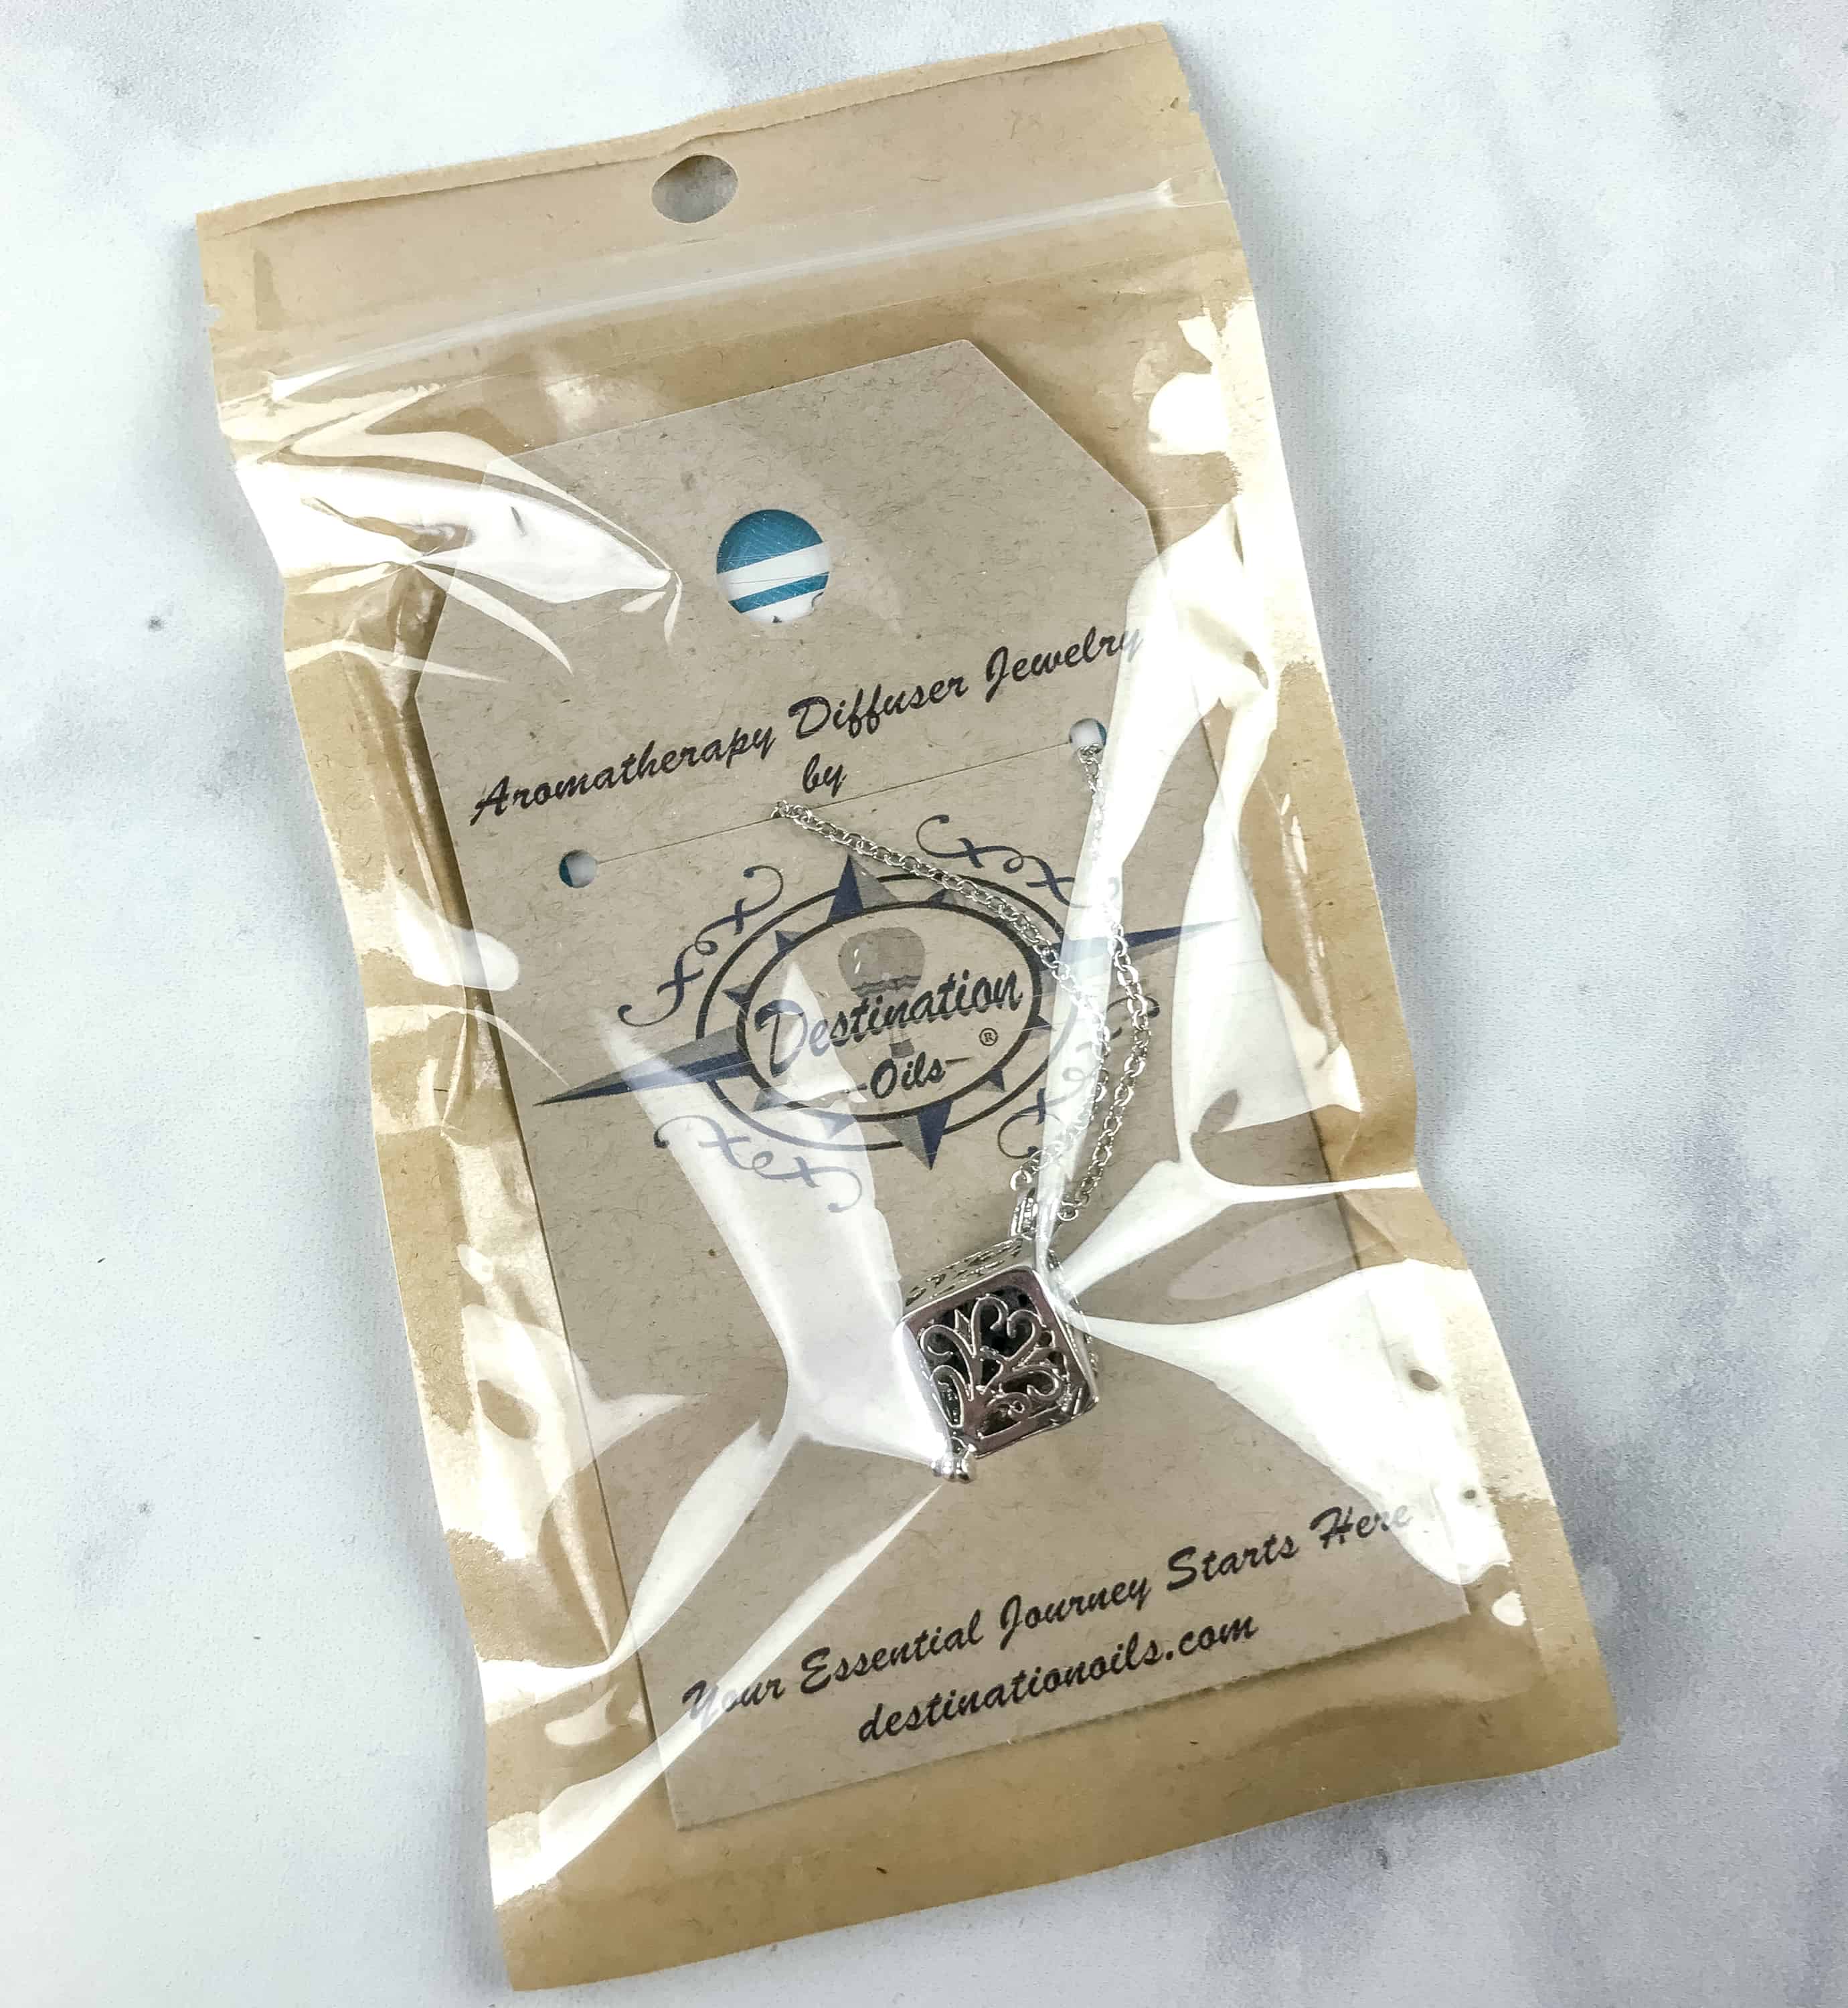 Aromatherapy Diffuser Jewelry
by
Destination
-Oils-
®
Your Essential Journey Starts Here
destinationoils.com